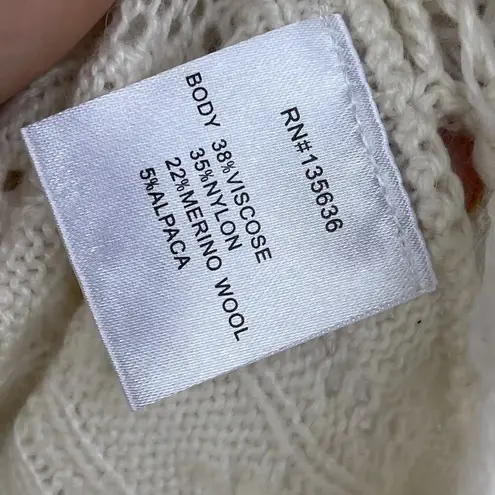 RN#135636
BODY 38%VISCOSE
35%NYLON
22%MERINO WOOL
5%ALPACA